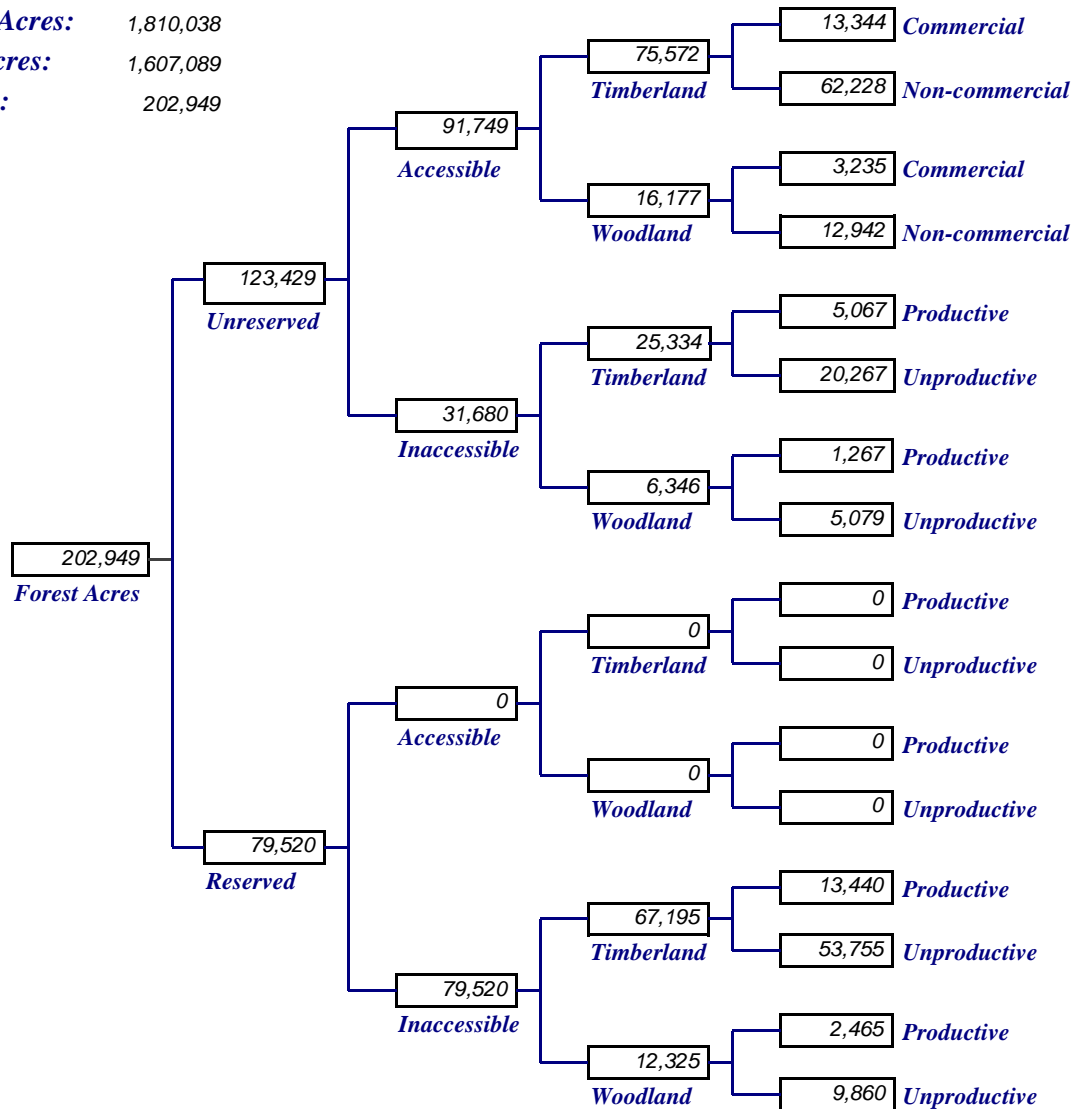 Acres: 1,810,038
cres: 1,607,089
: 202,949
13,344 Commercial
75,572
Timberland
62,228 Non-commercial
91,749
Accessible
3,235 Commercial
16,177
Woodland
12,942 Non-commercial
123,429
Unreserved
5,067 Productive
25,334
Timberland
20,267 Unproductive
31,680
Inaccessible
1,267 Productive
6,346
Woodland
5,079 Unproductive
202,949
Forest Acres
0 Productive
0
Timberland
0 Unproductive
0
Accessible
0 Productive
0
Woodland
0 Unproductive
79,520
Reserved
13,440 Productive
67,195
Timberland
53,755 Unproductive
79,520
Inaccessible
2,465 Productive
12,325
Woodland
9,860 Unproductive